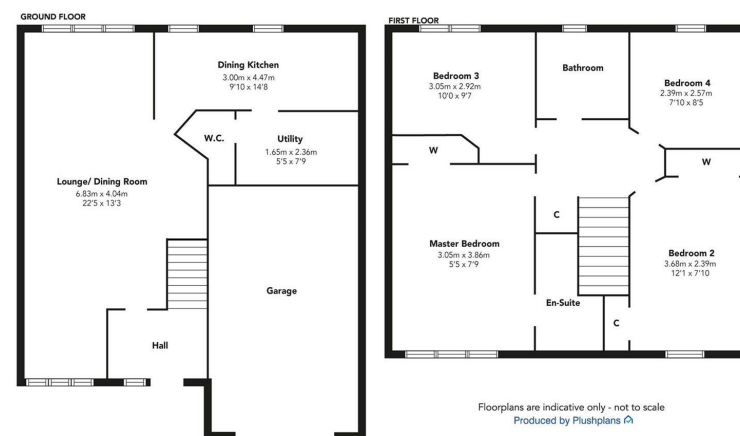 GROUND FLOOR
Dining Kitchen
3.00m x 4.47m
9'10 x 14'8
W.C.
Utility
1.65m x 2.36m
5'5 x 7'9
Lounge/ Dining Room
6.83m x 4.04m
22'5 x 13'3
Garage
Hall
FIRST FLOOR
Bedroom 3
3.05m x 2.92m
10'0 x 9'7
Bathroom
Bedroom 4
2.39m x 2.57m
7'10 x 8'5
W
W
C
Master Bedroom
3.05m x 3.86m
5'5 x 7'9
Bedroom 2
3.68m x 2.39m
12'1 x 7'10
En-Suite
C
Floorplans are indicative only - not to scale
Produced by Plushplans